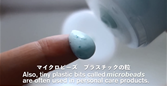 マイクロビーズ プラスチックの粒
Also, tiny plastic bits called microbeads
are often used in personal care products.